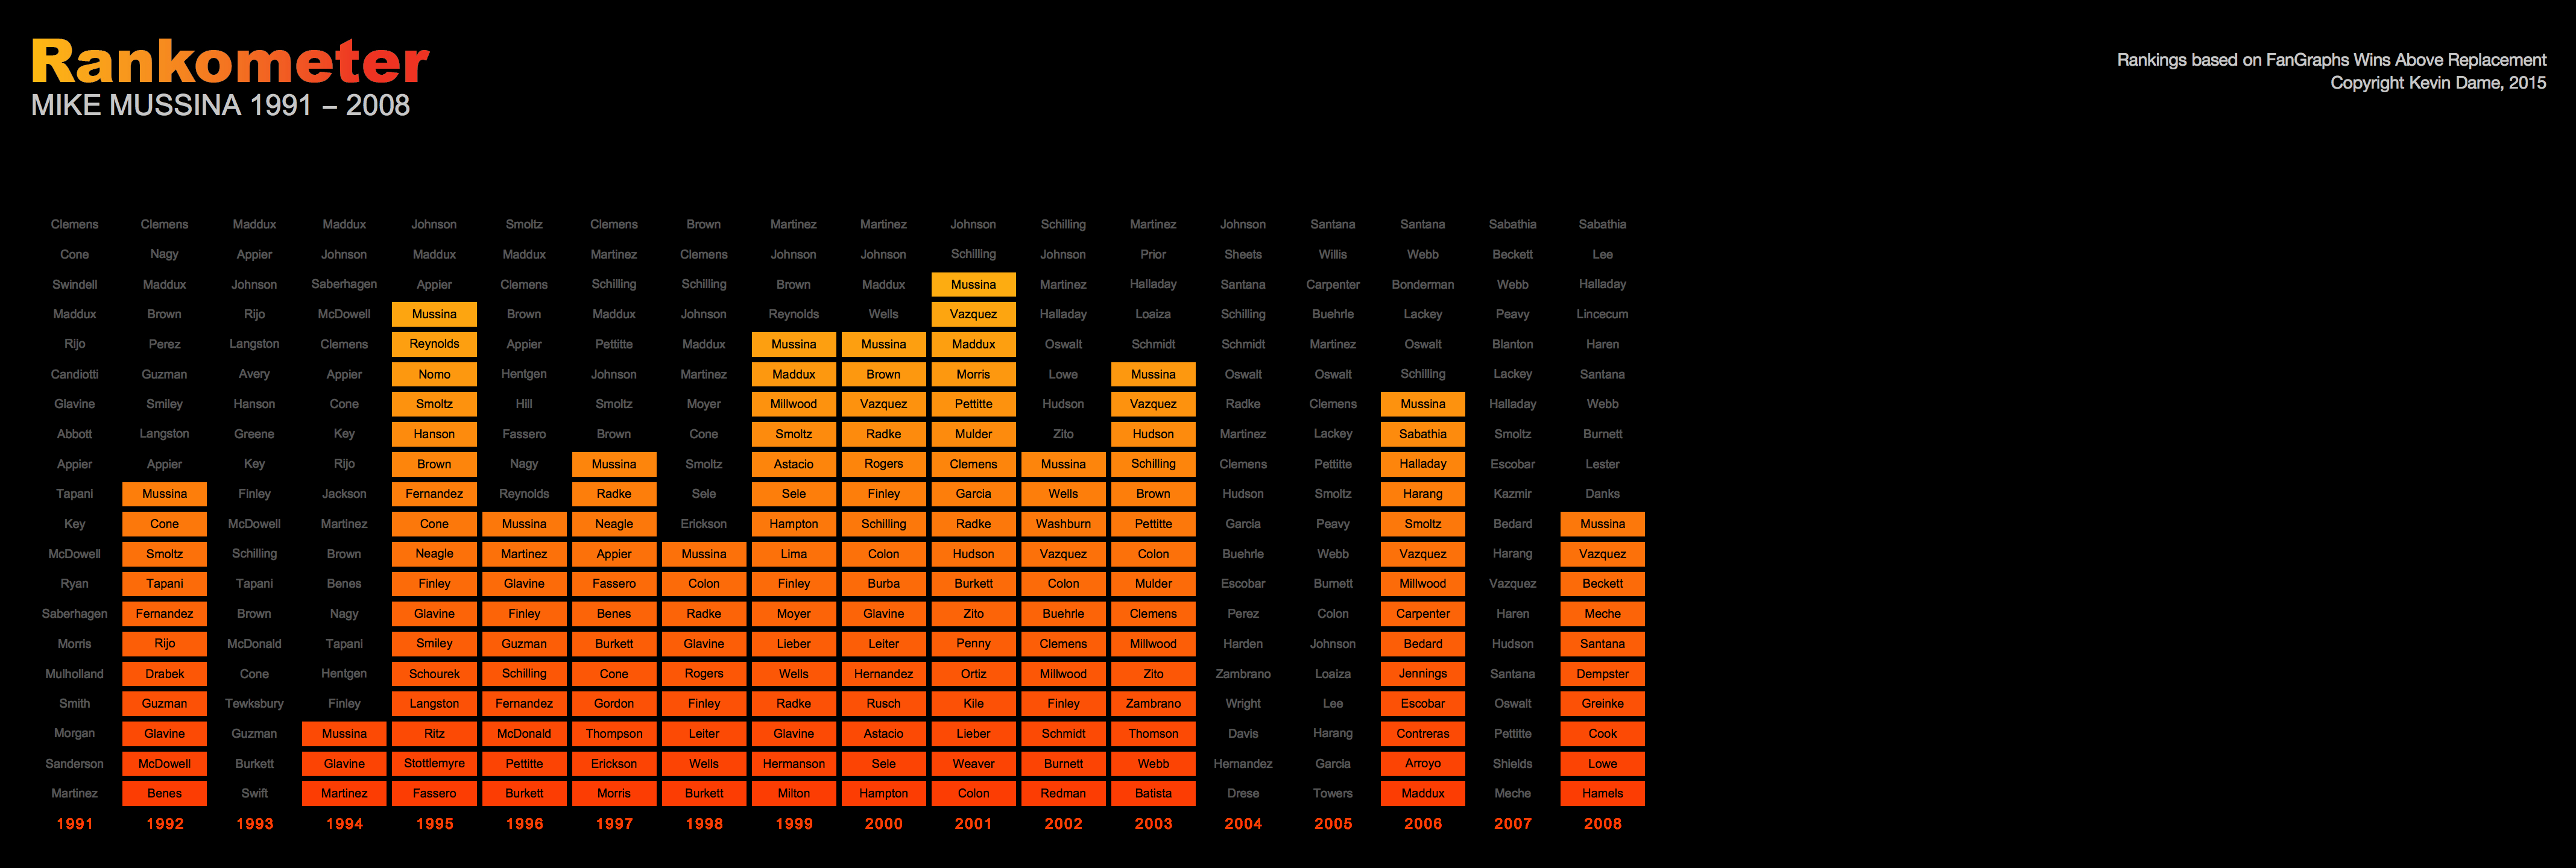 Rankometer
MIKE MUSSINA 1991 – 2008
Rankings based on FanGraphs Wins Above Replacement
Copyright Kevin Dame, 2015
Clemens Clemens Maddux Maddux Johnson Smoltz Clemens Brown Martinez Martinez Johnson Schilling Martinez Johnson Santana Santana Sabathia Sabathia
Cone Nagy Appier Johnson Maddux Maddux Martinez Clemens Johnson Johnson Schilling Johnson Prior Sheets Willis Webb Beckett Lee
Swindell Maddux Johnson Saberhagen Appier Clemens Schilling Schilling Brown Maddux Mussina Martinez Halladay Santana Carpenter Bonderman Webb Halladay
Maddux Brown Rijo McDowell Mussina Brown Maddux Johnson Reynolds Wells Vazquez Halladay Loaiza Schilling Buehrle Lackey Peavy Lincecum
Rijo Perez Langston Clemens Reynolds Appier Pettitte Maddux Mussina Mussina Maddux Oswalt Schmidt Schmidt Martinez Oswalt Blanton Haren
Candiotti Guzman Avery Appier Nomo Hentgen Johnson Martinez Maddux Brown Morris Lowe Mussina Oswalt Oswalt Schilling Lackey Santana
Glavine Smiley Hanson Cone Smoltz Hill Smoltz Moyer Millwood Vazquez Pettitte Hudson Vazquez Radke Clemens Mussina Halladay Webb
Abbott Langston Greene Key Hanson Fassero Brown Cone Smoltz Radke Mulder Zito Hudson Martinez Lackey Sabathia Smoltz Burnett
Appier Appier Key Rijo Brown Nagy Mussina Smoltz Astacio Rogers Clemens Mussina Schilling Clemens Pettitte Halladay Escobar Lester
Tapani Mussina Finley Jackson Fernandez Reynolds Radke Sele Sele Finley Garcia Wells Brown Hudson Smoltz Harang Kazmir Danks
Key Cone McDowell Martinez Cone Mussina Neagle Erickson Hampton Schilling Radke Washburn Pettitte Garcia Peavy Smoltz Bedard Mussina
McDowell Smoltz Schilling Brown Neagle Martinez Appier Mussina Lima Colon Hudson Vazquez Colon Buehrle Webb Vazquez Harang Vazquez
Ryan Tapani Tapani Benes Finley Glavine Fassero Colon Finley Burba Burkett Colon Mulder Escobar Burnett Millwood Vazquez Beckett
Saberhagen Fernandez Brown Nagy Glavine Finley Benes Radke Moyer Glavine Zito Buehrle Clemens Perez Colon Carpenter Haren Meche
Morris Rijo McDonald Tapani Smiley Guzman Burkett Glavine Lieber Leiter Penny Clemens Millwood Harden Johnson Bedard Hudson Santana
Mulholland Drabek Cone Hentgen Schourek Schilling Cone Rogers Wells Hernandez Ortiz Millwood Zito Zambrano Loaiza Jennings Santana Dempster
Smith Guzman Tewksbury Finley Langston Fernandez Gordon Finley Radke Rusch Kile Finley Zambrano Wright Lee Escobar Oswalt Greinke
Morgan Glavine Guzman Mussina Ritz McDonald Thompson Leiter Glavine Astacio Lieber Schmidt Thomson Davis Harang Contreras Pettitte Cook
Sanderson McDowell Burkett Glavine Stottlemyre Pettitte Erickson Wells Hermanson Sele Weaver Burnett Webb Hernandez Garcia Arroyo Shields Lowe
Martinez Benes Swift Martinez Fassero Burkett Morris Burkett Milton Hampton Colon Redman Batista Drese Towers Maddux Meche Hamels
1991 1992 1993 1994 1995 1996 1997 1998 1999 2000 2001 2002 2003 2004 2005 2006 2007 2008